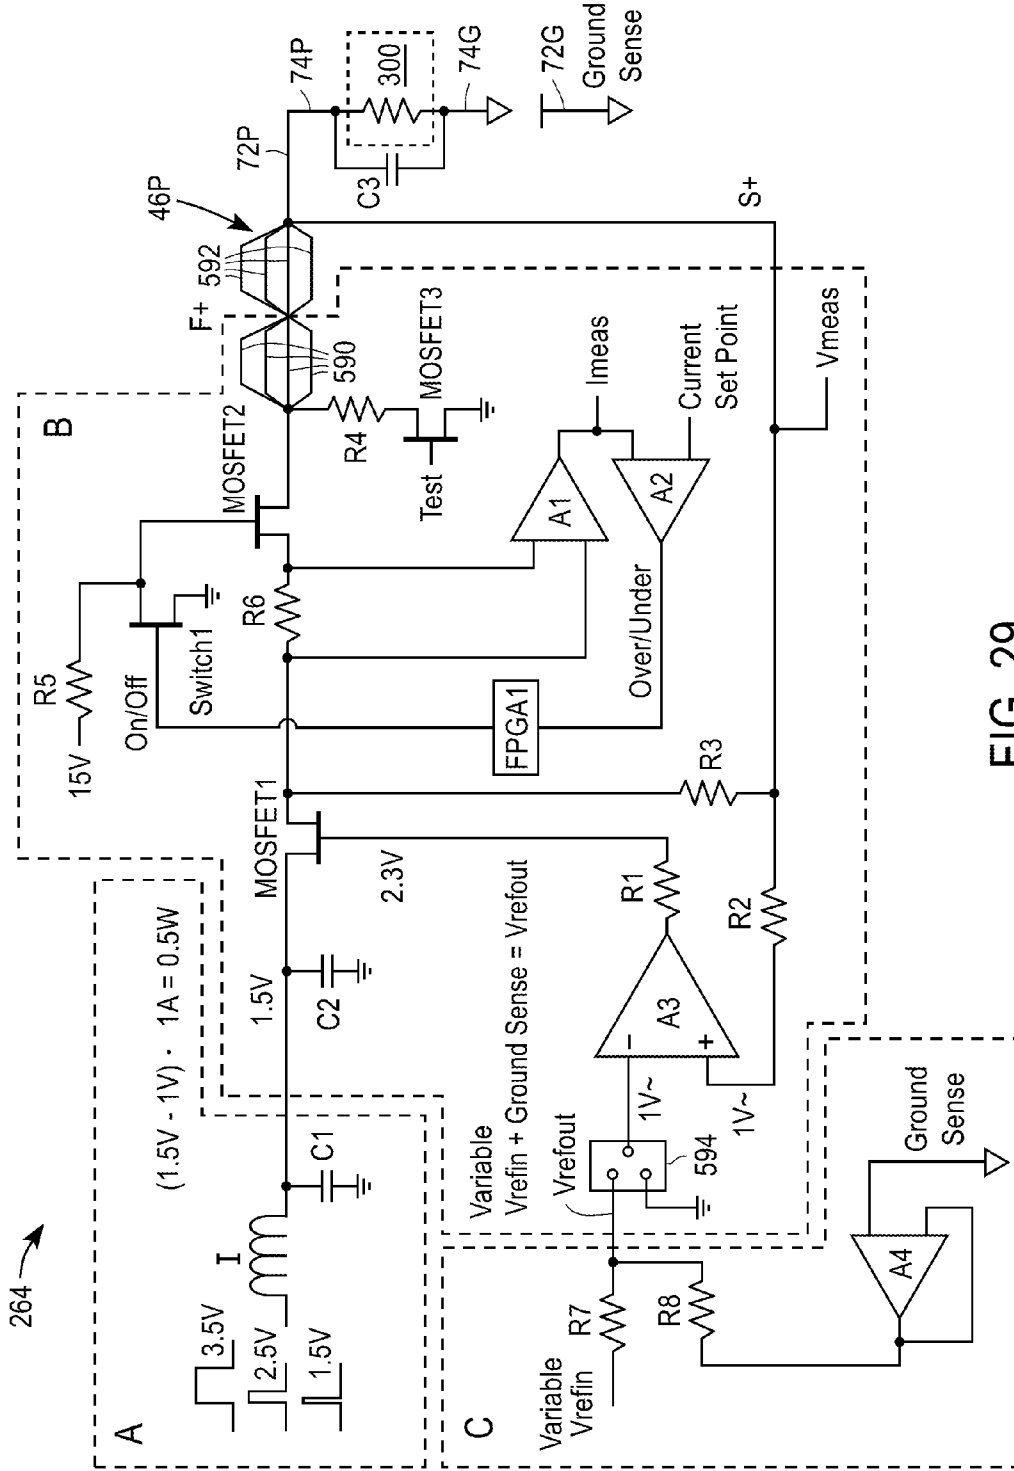 264
A
3.5V
2.5V
1.5V
I
C1
(1.5V - 1V) · 1A = 0.5W
1.5V
C2
MOSFET1
2.3V
B
15V
R5
On/Off
Switch1
R6
MOSFET2
F+
590
592
46P
72P
74P
300
C3
74G
72G
Ground
Sense
R4
MOSFET3
Test
A1
Imeas
A2
Current
Set Point
Over/Under
FPGA1
S+
Vmeas
R3
R1
R2
A3
−
+
1V~
1V~
Variable
Vrefin + Ground Sense = Vrefout
Vrefout
594
C
Variable
Vrefin
R7
R8
A4
Ground
Sense
FIG. 29